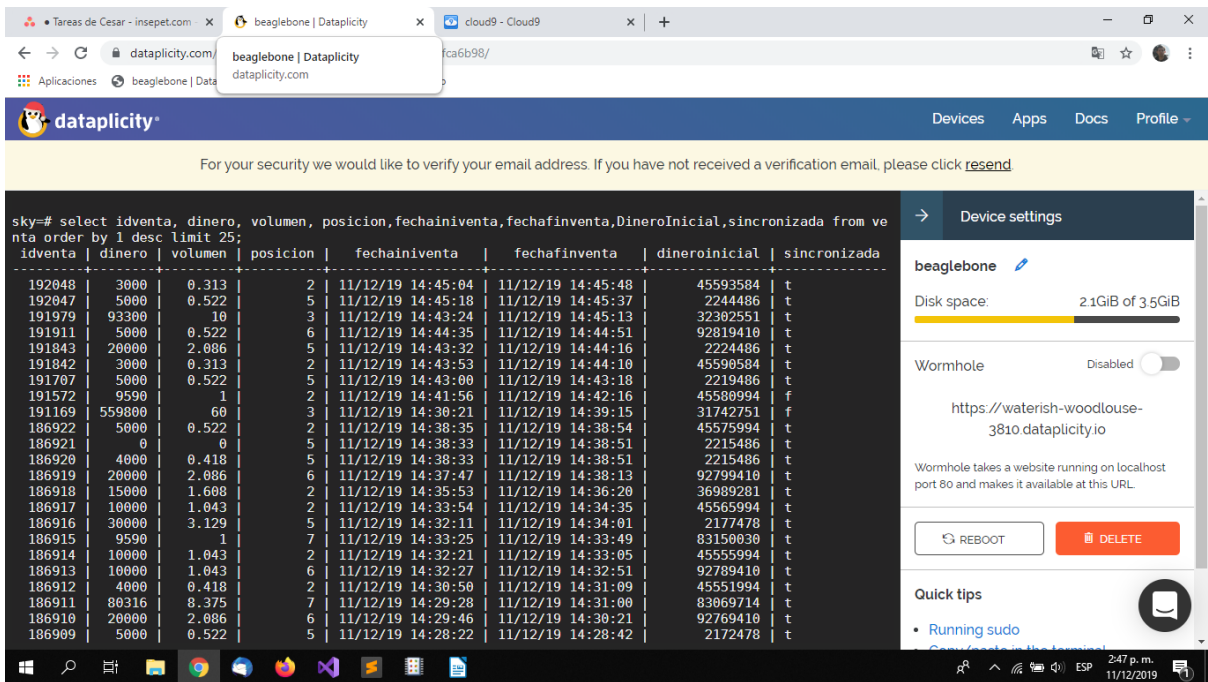 Tareas de Cesar - insepet.com
beaglebone | Dataplicity
cloud9 - Cloud9
dataplicity.com/
fca6b98/
beaglebone | Dataplicity
dataplicity.com
Aplicaciones
beaglebone | Data
dataplicity
Devices
Apps
Docs
Profile
For your security we would like to verify your email address. If you have not received a verification email, please click resend.
sky=# select idventa, dinero, volumen, posicion,fechainiventa,fechafinventa,DineroInicial,sincronizada from ve
nta order by 1 desc limit 25;
idventa | dinero | volumen | posicion | fechainiventa | fechafinventa | dineroinicial | sincronizada
192048 | 3000 | 0.313 | 2 | 11/12/19 14:45:04 | 11/12/19 14:45:48 | 45593584 | t
192047 | 5000 | 0.522 | 5 | 11/12/19 14:45:18 | 11/12/19 14:45:37 | 2244486 | t
191979 | 93300 | 10 | 3 | 11/12/19 14:43:24 | 11/12/19 14:45:13 | 32302551 | t
191911 | 5000 | 0.522 | 6 | 11/12/19 14:44:35 | 11/12/19 14:44:51 | 92819410 | t
191843 | 20000 | 2.086 | 5 | 11/12/19 14:43:32 | 11/12/19 14:44:16 | 2224486 | t
191842 | 3000 | 0.313 | 2 | 11/12/19 14:43:53 | 11/12/19 14:44:10 | 45590584 | t
191707 | 5000 | 0.522 | 5 | 11/12/19 14:43:00 | 11/12/19 14:43:18 | 2219486 | t
191572 | 9590 | 1 | 2 | 11/12/19 14:41:56 | 11/12/19 14:42:16 | 45580994 | f
191169 | 559800 | 60 | 3 | 11/12/19 14:30:21 | 11/12/19 14:39:15 | 31742751 | f
186922 | 5000 | 0.522 | 2 | 11/12/19 14:38:35 | 11/12/19 14:38:54 | 45575994 | t
186921 | 0 | 0 | 5 | 11/12/19 14:38:33 | 11/12/19 14:38:51 | 2215486 | t
186920 | 4000 | 0.418 | 5 | 11/12/19 14:38:33 | 11/12/19 14:38:51 | 2215486 | t
186919 | 20000 | 2.086 | 6 | 11/12/19 14:37:47 | 11/12/19 14:38:13 | 92799410 | t
186918 | 15000 | 1.608 | 2 | 11/12/19 14:35:53 | 11/12/19 14:36:20 | 36989281 | t
186917 | 10000 | 1.043 | 2 | 11/12/19 14:33:54 | 11/12/19 14:34:35 | 45565994 | t
186916 | 30000 | 3.129 | 5 | 11/12/19 14:32:11 | 11/12/19 14:34:01 | 2177478 | t
186915 | 9590 | 1 | 7 | 11/12/19 14:33:25 | 11/12/19 14:33:49 | 83150030 | t
186914 | 10000 | 1.043 | 2 | 11/12/19 14:32:21 | 11/12/19 14:33:05 | 45555994 | t
186913 | 10000 | 1.043 | 6 | 11/12/19 14:32:27 | 11/12/19 14:32:51 | 92789410 | t
186912 | 4000 | 0.418 | 2 | 11/12/19 14:30:50 | 11/12/19 14:31:09 | 45551994 | t
186911 | 80316 | 8.375 | 7 | 11/12/19 14:29:28 | 11/12/19 14:31:00 | 83069714 | t
186910 | 20000 | 2.086 | 6 | 11/12/19 14:29:46 | 11/12/19 14:30:21 | 92769410 | t
186909 | 5000 | 0.522 | 5 | 11/12/19 14:28:22 | 11/12/19 14:28:42 | 2172478 | t
Device settings
beaglebone
Disk space: 2.1GiB of 3.5GiB
Wormhole Disabled
https://waterish-woodlouse-
3810.dataplicity.io
Wormhole takes a website running on localhost
port 80 and makes it available at this URL.
REBOOT
DELETE
Quick tips
Running sudo
Copy/paste in the terminal
ESP
2:47 p. m.
11/12/2019
1